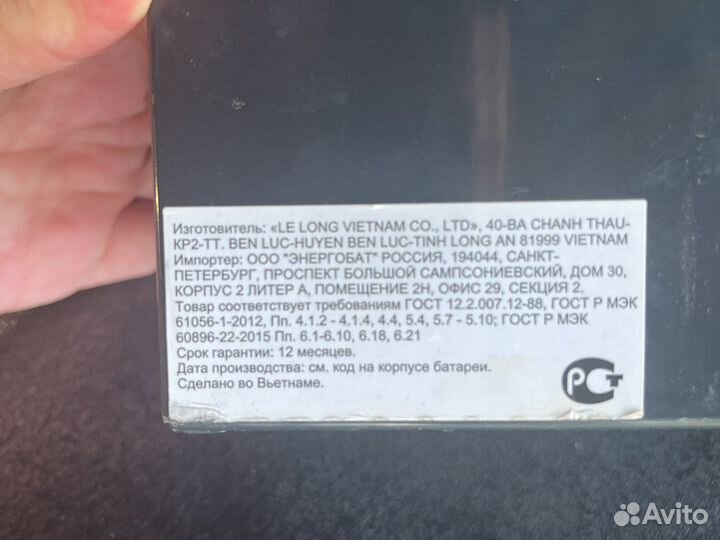 Изготовитель: «LE LONG VIETNAM CO., LTD», 40-BA CHANH THAU-
KP2-TT. BEN LUC-HUYEN BEN LUC-TINH LONG AN 81999 VIETNAM
Импортер: ООО "ЭНЕРГОБАТ" РОССИЯ, 194044, САНКТ-
ПЕТЕРБУРГ, ПРОСПЕКТ БОЛЬШОЙ САМПСОНИЕВСКИЙ, ДОМ 30,
КОРПУС 2 ЛИТЕР А, ПОМЕЩЕНИЕ 2Н, ОФИС 29, СЕКЦИЯ 2.
Товар соответствует требованиям ГОСТ 12.2.007.12-88, ГОСТ Р МЭК
61056-1-2012, Пп. 4.1.2 - 4.1.4, 4.4, 5.4, 5.7 - 5.10; ГОСТ Р МЭК
60896-22-2015 Пп. 6.1-6.10, 6.18, 6.21
Срок гарантии: 12 месяцев.
Дата производства: см. код на корпусе батареи.
Сделано во Вьетнаме.
РСТ
Avito